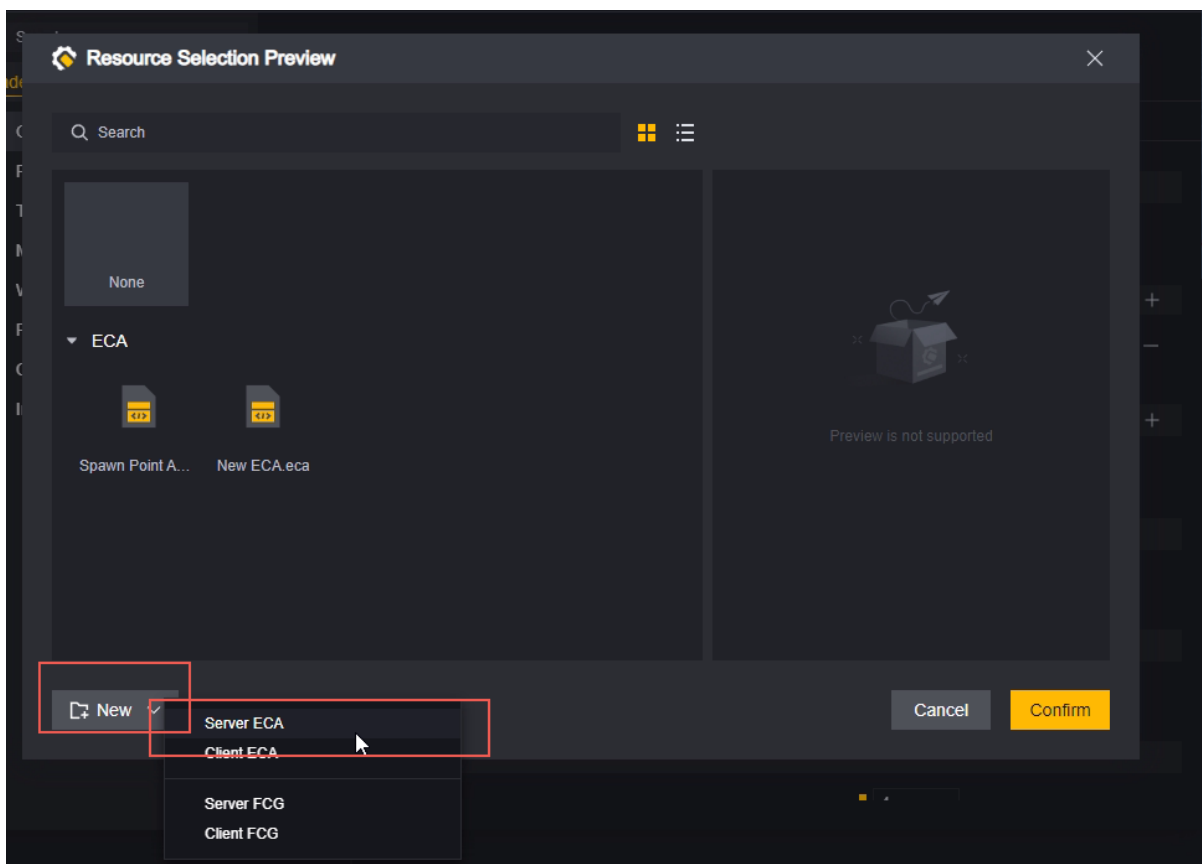 Resource Selection Preview
Search
None
ECA
Spawn Point A...
New ECA.eca
Preview is not supported
New
Cancel
Confirm
Server ECA
Client ECA
Server FCG
Client FCG